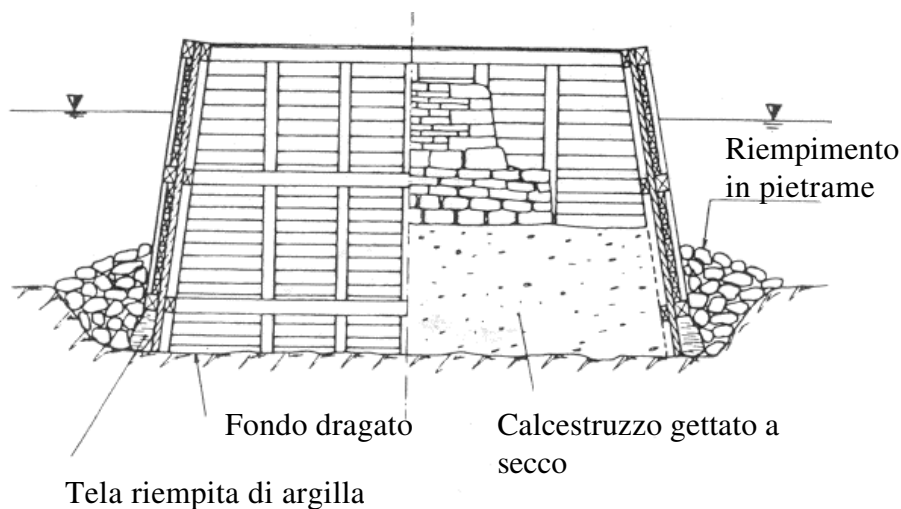 Riempimento
in pietrame
Fondo dragato
Calcestruzzo gettato a
secco
Tela riempita di argilla